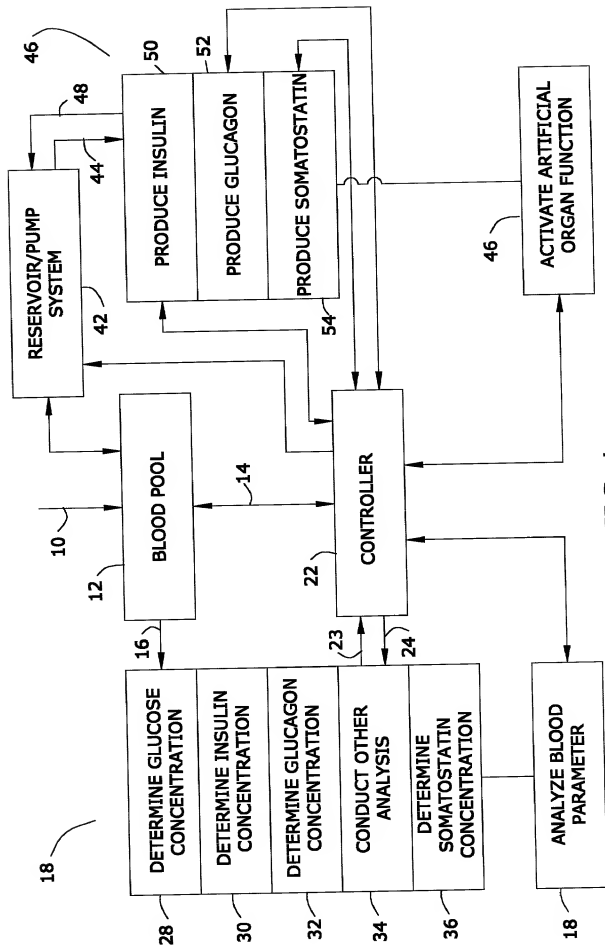 10
12
BLOOD POOL
14
16
RESERVOIR/PUMP
SYSTEM
42
44
48
46
PRODUCE INSULIN
50
PRODUCE GLUCAGON
52
PRODUCE SOMATOSTATIN
54
18
28
DETERMINE GLUCOSE
CONCENTRATION
30
DETERMINE INSULIN
CONCENTRATION
32
DETERMINE GLUCAGON
CONCENTRATION
34
CONDUCT OTHER
ANALYSIS
36
DETERMINE
SOMATOSTATIN
CONCENTRATION
23
24
22
CONTROLLER
18
ANALYZE BLOOD
PARAMETER
46
ACTIVATE ARTIFICIAL
ORGAN FUNCTION